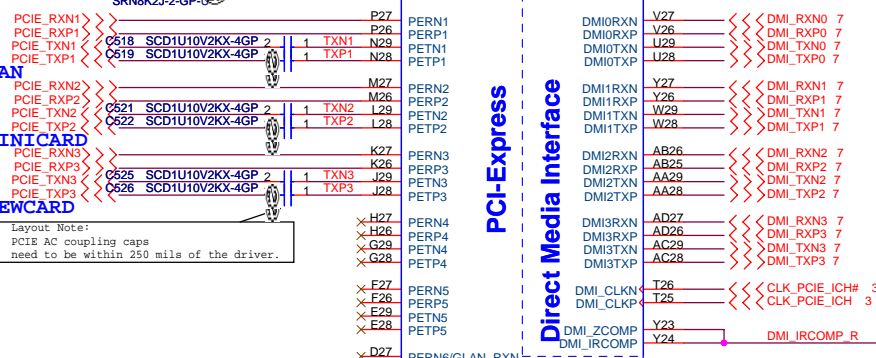 SRN8K2J-2-GP-U
PCIE_RXN1 P27 PERN1 DMI0RXN V27 DMI_RXN0 7
PCIE_RXP1 P26 PERP1 DMI0RXP V26 DMI_RXP0 7
PCIE_TXN1 C518 SCD1U10V2KX-4GP 2 1 TXN1 N29 PETN1 DMI0TXN U29 DMI_TXN0 7
PCIE_TXP1 C519 SCD1U10V2KX-4GP 1 TXP1 N28 PETP1 DMI0TXP U28 DMI_TXP0 7
AN
PCIE_RXN2 M27 PERN2 DMI1RXN Y27 DMI_RXN1 7
PCIE_RXP2 M26 PERP2 DMI1RXP Y26 DMI_RXP1 7
PCIE_TXN2 C521 SCD1U10V2KX-4GP 2 1 TXN2 L29 PETN2 DMI1TXN W29 DMI_TXN1 7
PCIE_TXP2 C522 SCD1U10V2KX-4GP 1 TXP2 L28 PETP2 DMI1TXP W28 DMI_TXP1 7
INICARD
PCIE_RXN3 K27 PERN3 DMI2RXN AB26 DMI_RXN2 7
PCIE_RXP3 K26 PERP3 DMI2RXP AB25 DMI_RXP2 7
PCIE_TXN3 C525 SCD1U10V2KX-4GP 2 1 TXN3 J29 PETN3 DMI2TXN AA29 DMI_TXN2 7
PCIE_TXP3 C526 SCD1U10V2KX-4GP 1 TXP3 J28 PETP3 DMI2TXP AA28 DMI_TXP2 7
EWCARD
Layout Note:
PCIE AC coupling caps
need to be within 250 mils of the driver.
H27 PERN4 DMI3RXN AD27 DMI_RXN3 7
H26 PERP4 DMI3RXP AD26 DMI_RXP3 7
G29 PETN4 DMI3TXN AC29 DMI_TXN3 7
G28 PETP4 DMI3TXP AC28 DMI_TXP3 7
F27 PERN5 DMI_CLKN T26 CLK_PCIE_ICH# 3
F26 PERP5 DMI_CLKP T25 CLK_PCIE_ICH 3
E29 PETN5
E28 PETP5 DMI_ZCOMP Y23
DMI_IRCOMP Y24 DMI_IRCOMP_R
D27 PERN6/GLAN_RXN
PCI-Express
Direct Media Interface